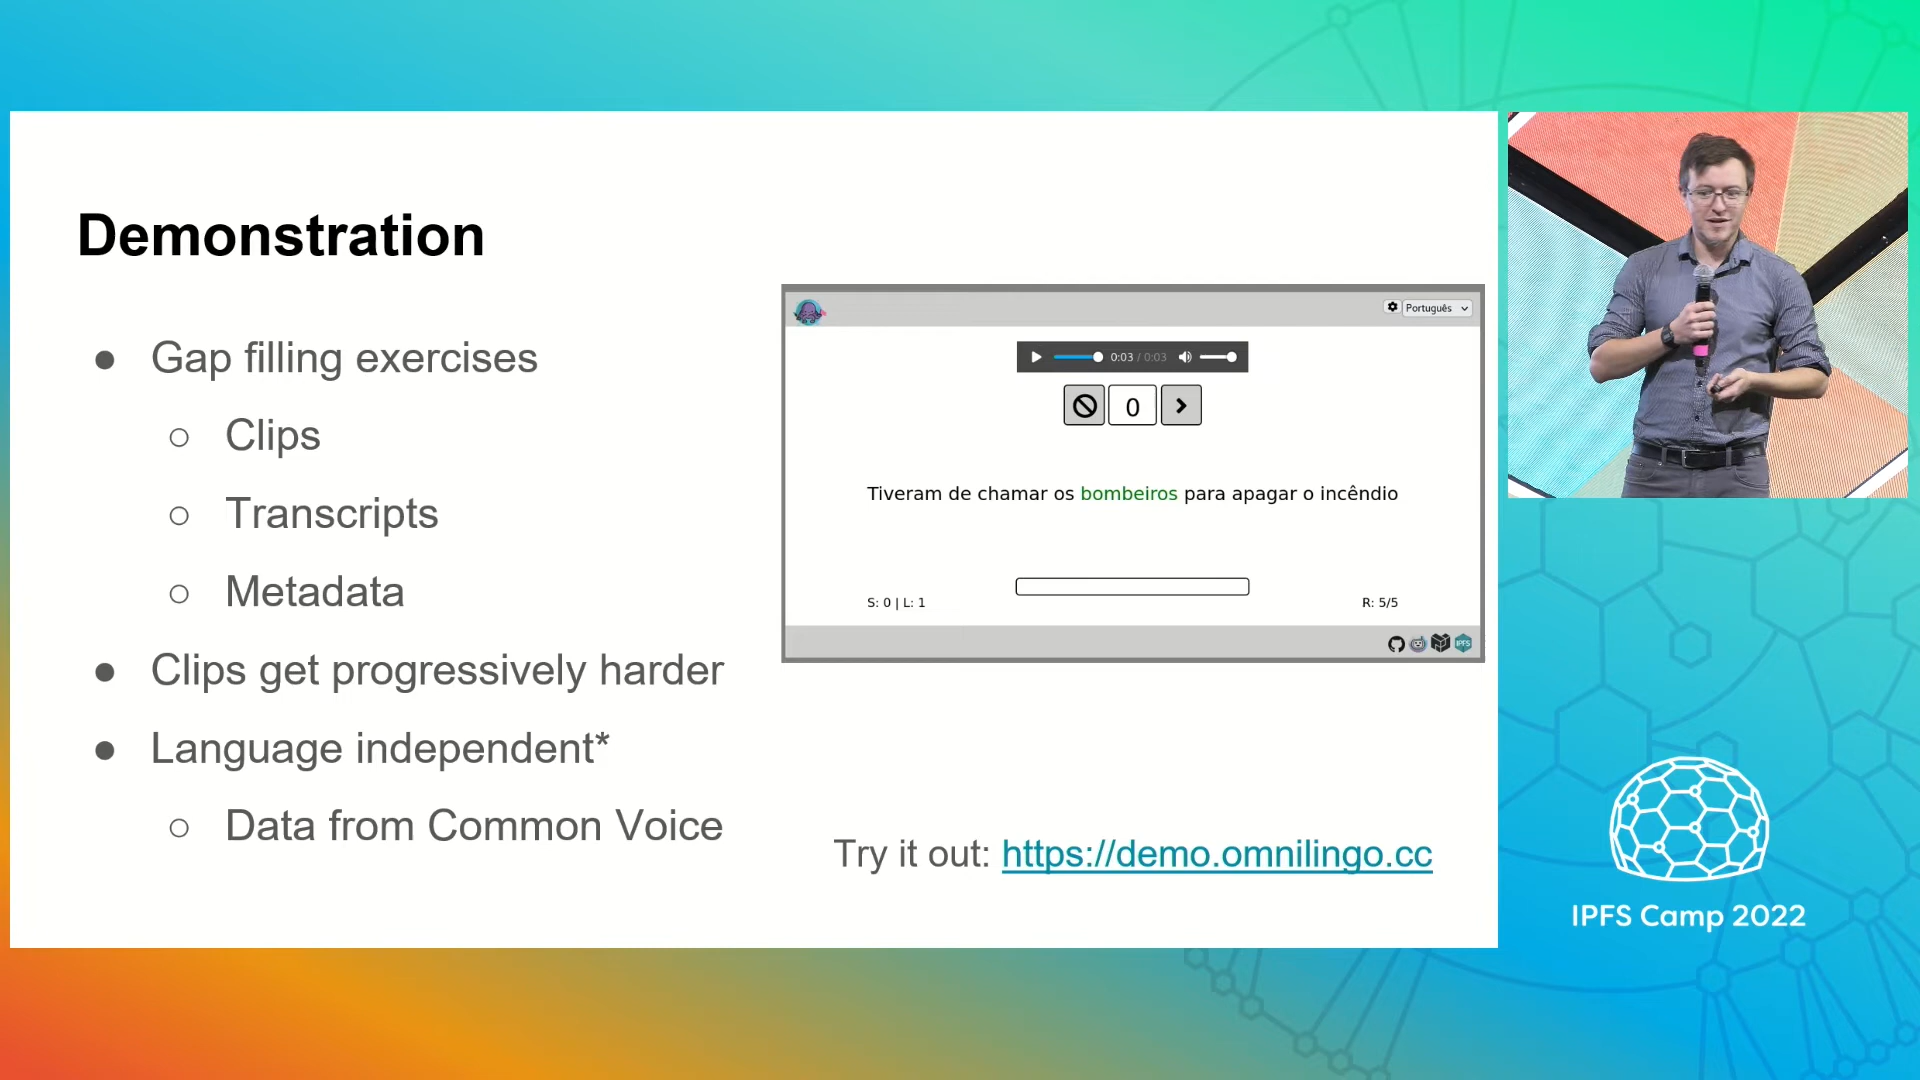 Demonstration
Gap filling exercises
Clips
Transcripts
Metadata
Clips get progressively harder
Language independent*
Data from Common Voice
Português
0:03 / 0:03
0
Tiveram de chamar os bombeiros para apagar o incêndio
S: 0 | L: 1
R: 5/5
IPFS
Try it out: https://demo.omnilingo.cc
IPFS Camp 2022